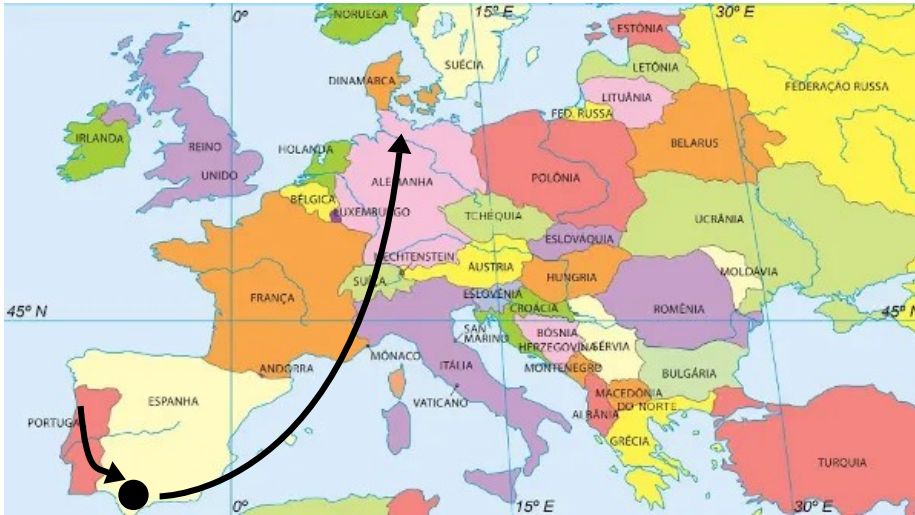 0º
15º E
30º E
NORUEGA
ESTÔNIA
SUÉCIA
LETÔNIA
DINAMARCA
FEDERAÇÃO RUSSA
LITUÂNIA
FED. RUSSA
IRLANDA
REINO
UNIDO
HOLANDA
BELARUS
ALEMANHA
POLÔNIA
BÉLGICA
LUXEMBURGO
TCHÉQUIA
UCRÂNIA
ESLOVÁQUIA
LIECHTENSTEIN
ÁUSTRIA
MOLDÁVIA
SUÍÇA
HUNGRIA
FRANÇA
ESLOVÊNIA
ROMÊNIA
45º N
CROÁCIA
45º N
SAN
MARINO
BÓSNIA
HERZEGOVINA
SÉRVIA
MÔNACO
ANDORRA
ITÁLIA
MONTENEGRO
BULGÁRIA
ESPANHA
VATICANO
MACEDÔNIA
DO NORTE
ALBÂNIA
PORTUGA
GRÉCIA
TURQUIA
0º
15º E
30º E